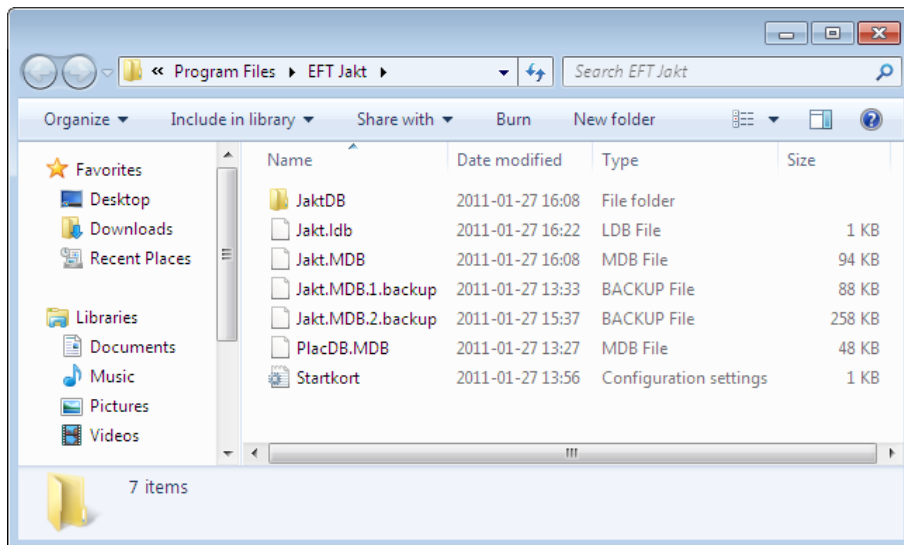 « Program Files ▸ EFT Jakt ▸ Search EFT Jakt
Organize Include in library Share with Burn New folder
Favorites
Desktop
Downloads
Recent Places
Libraries
Documents
Music
Pictures
Videos
Name Date modified Type Size
JaktDB 2011-01-27 16:08 File folder
Jakt.ldb 2011-01-27 16:22 LDB File 1 KB
Jakt.MDB 2011-01-27 16:08 MDB File 94 KB
Jakt.MDB.1.backup 2011-01-27 13:33 BACKUP File 88 KB
Jakt.MDB.2.backup 2011-01-27 15:37 BACKUP File 258 KB
PlacDB.MDB 2011-01-27 13:27 MDB File 48 KB
Startkort 2011-01-27 13:56 Configuration settings 1 KB
7 items